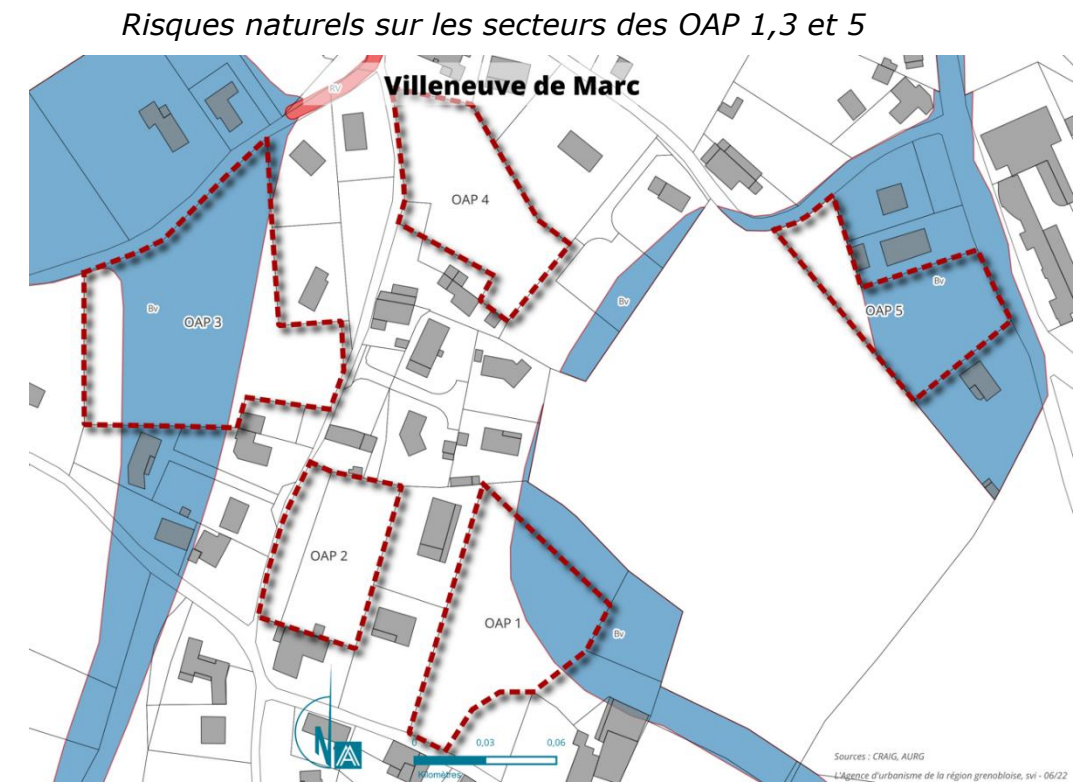 Risques naturels sur les secteurs des OAP 1,3 et 5
Villeneuve de Marc
RV
OAP 4
Bv
OAP 3
Bv
Bv
OAP 5
OAP 2
OAP 1
Bv
N
0 0,03 0,06
Kilomètres
Sources : CRAIG, AURG
L'Agence d'urbanisme de la région grenobloise, svi - 06/22